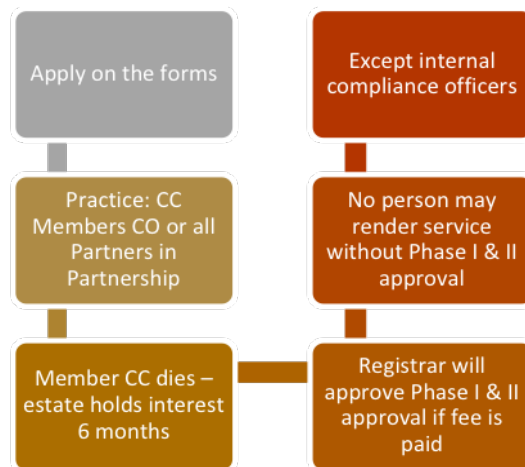 Apply on the forms
Practice: CC
Members CO or all
Partners in
Partnership
Member CC dies –
estate holds interest
6 months
Registrar will
approve Phase I & II
approval if fee is
paid
No person may
render service
without Phase I & II
approval
Except internal
compliance officers